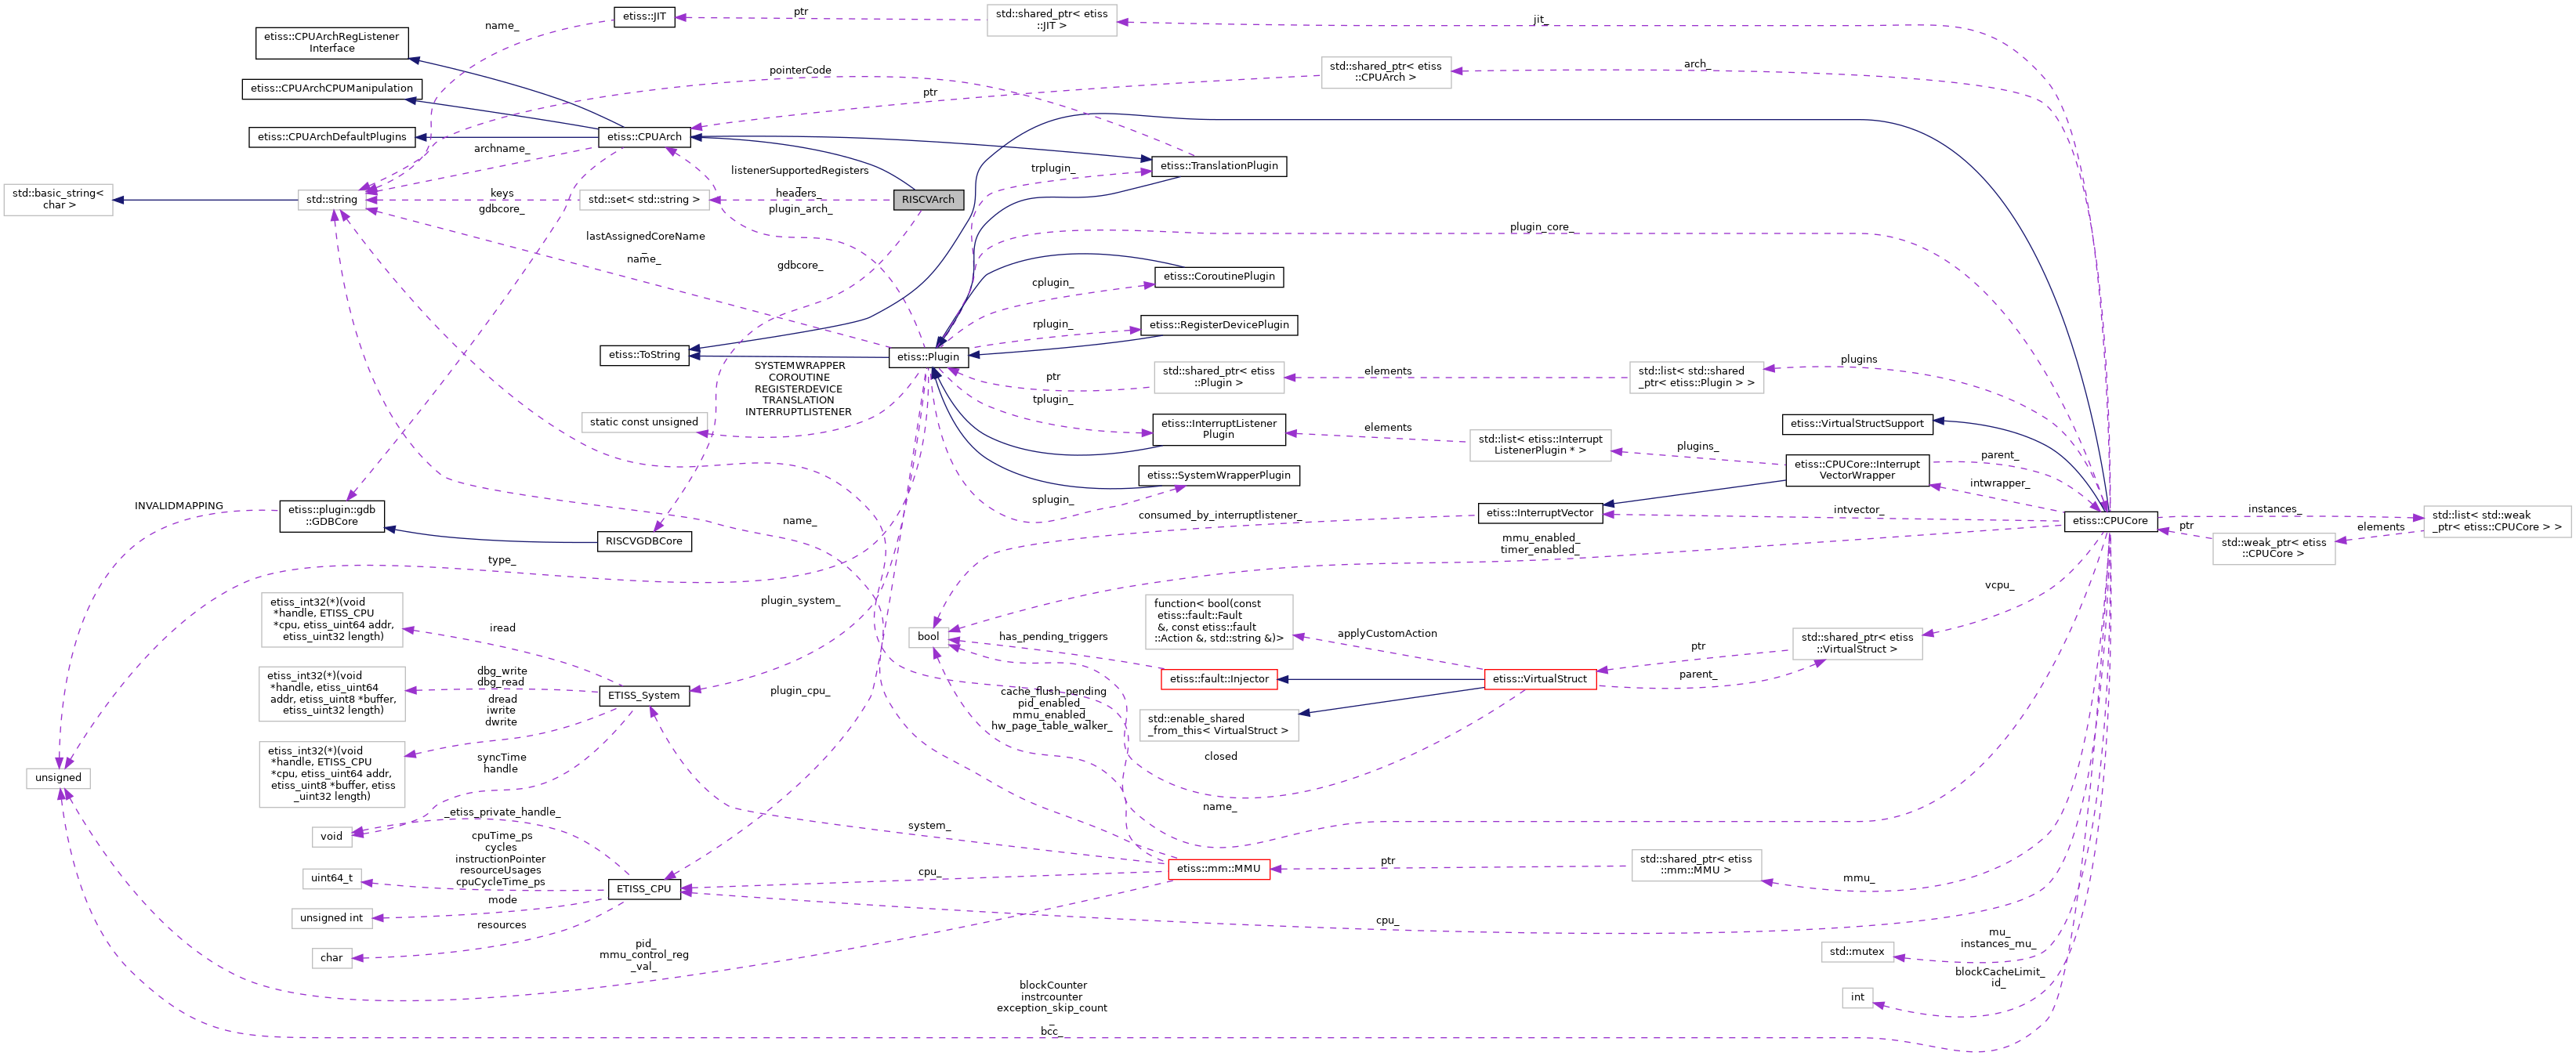 name_
etiss::JIT
ptr
std::shared_ptr< etiss
::JIT >
jit_
etiss::CPUArchRegListener
Interface
pointerCode
std::shared_ptr< etiss
::CPUArch >
arch_
etiss::CPUArchCPUManipulation
ptr
etiss::CPUArchDefaultPlugins
etiss::CPUArch
archname_
etiss::TranslationPlugin
trplugin_
listenerSupportedRegisters
_
headers_
plugin_arch_
std::basic_string<
char >
std::string
keys
gdbcore_
std::set< std::string >
RISCVArch
lastAssignedCoreName
_
name_
gdbcore_
plugin_core_
etiss::CoroutinePlugin
cplugin_
rplugin_
etiss::RegisterDevicePlugin
etiss::ToString
etiss::Plugin
SYSTEMWRAPPER
COROUTINE
REGISTERDEVICE
TRANSLATION
INTERRUPTLISTENER
ptr
tplugin_
std::shared_ptr< etiss
::Plugin >
elements
std::list< std::shared
_ptr< etiss::Plugin > >
plugins
static const unsigned
etiss::InterruptListener
Plugin
elements
std::list< etiss::Interrupt
ListenerPlugin * >
plugins_
etiss::VirtualStructSupport
etiss::CPUCore::Interrupt
VectorWrapper
parent_
intwrapper_
etiss::SystemWrapperPlugin
splugin_
INVALIDMAPPING
etiss::plugin::gdb
::GDBCore
RISCVGDBCore
name_
consumed_by_interruptlistener_
etiss::InterruptVector
intvector_
etiss::CPUCore
instances_
ptr
std::weak_ptr< etiss
::CPUCore >
elements
std::list< std::weak
_ptr< etiss::CPUCore > >
mmu_enabled_
timer_enabled_
type_
plugin_system_
vcpu_
etiss_int32(*)(void
*handle, ETISS_CPU
*cpu, etiss_uint64 addr,
etiss_uint32 length)
iread
bool
has_pending_triggers
function< bool(const
etiss::fault::Fault
&, const etiss::fault
::Action &, std::string &)>
applyCustomAction
ptr
parent_
std::shared_ptr< etiss
::VirtualStruct >
etiss_int32(*)(void
*handle, etiss_uint64
addr, etiss_uint8 *buffer,
etiss_uint32 length)
dbg_write
dbg_read
dread
iwrite
dwrite
ETISS_System
plugin_cpu_
etiss::fault::Injector
etiss::VirtualStruct
cache_flush_pending
pid_enabled_
mmu_enabled_
hw_page_table_walker_
std::enable_shared
_from_this< VirtualStruct >
closed
etiss_int32(*)(void
*handle, ETISS_CPU
*cpu, etiss_uint64 addr,
etiss_uint8 *buffer, etiss
_uint32 length)
unsigned
syncTime
handle
name_
void
_etiss_private_handle_
system_
cpuTime_ps
cycles
instructionPointer
resourceUsages
cpuCycleTime_ps
uint64_t
ETISS_CPU
cpu_
etiss::mm::MMU
ptr
std::shared_ptr< etiss
::mm::MMU >
mmu_
mode
unsigned int
resources
cpu_
char
pid_
mmu_control_reg
_val_
std::mutex
mu_
instances_mu_
blockCacheLimit_
id_
int
blockCounter
instrcounter
exception_skip_count
_
bcc_